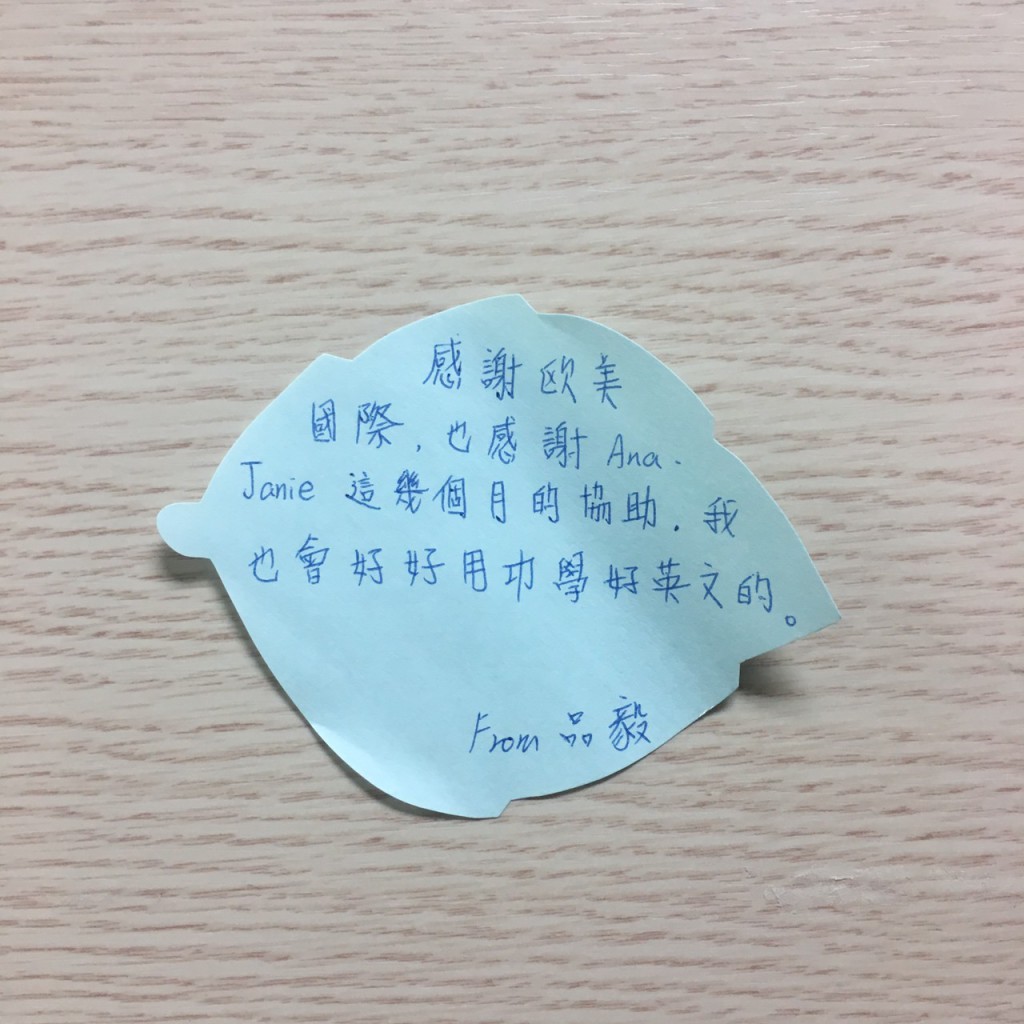 感謝歐美
國際，也感謝 Ana.
Janie 這幾個月的協助，我
也會好好用功學好英文的。
From 品毅